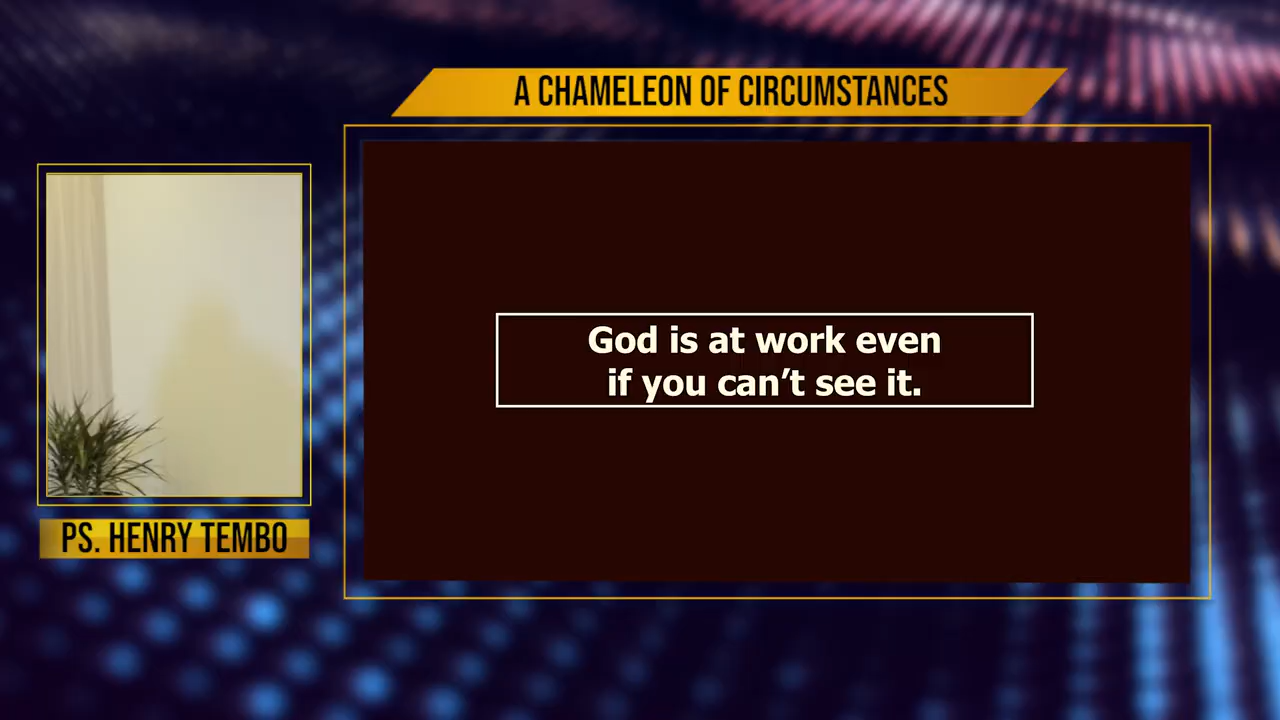 A CHAMELEON OF CIRCUMSTANCES
God is at work even
if you can’t see it.
PS. HENRY TEMBO